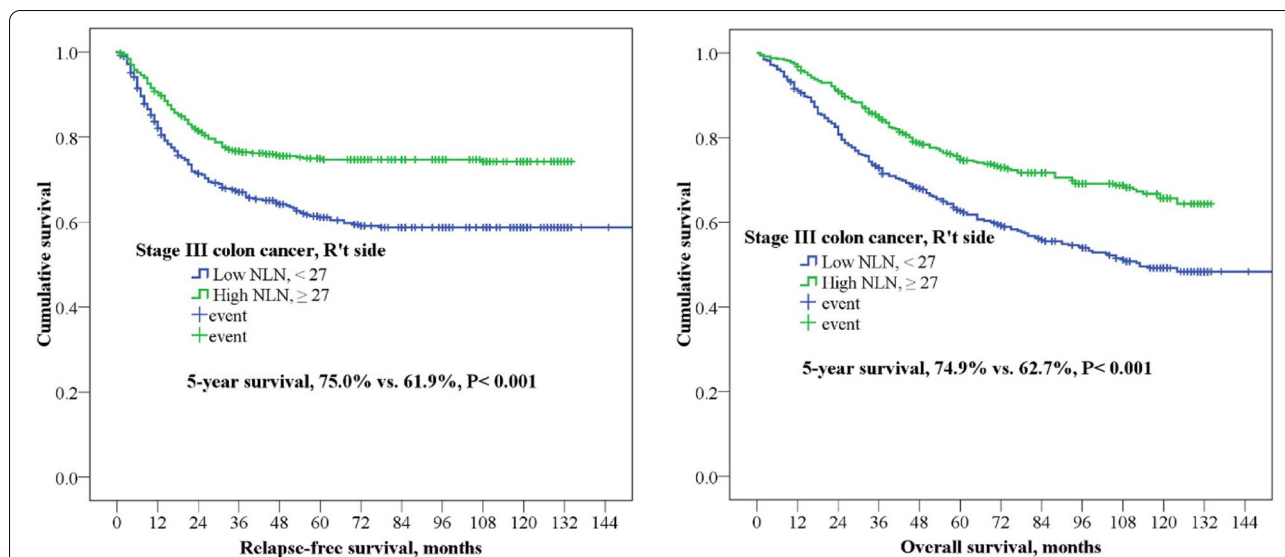 1.0
0.8
0.6
0.4
0.2
0.0
Cumulative survival
Stage III colon cancer, R't side
Low NLN, < 27
High NLN, ≥ 27
event
event
5-year survival, 75.0% vs. 61.9%, P< 0.001
0 12 24 36 48 60 72 84 96 108 120 132 144
Relapse-free survival, months
1.0
0.8
0.6
0.4
0.2
0.0
Cumulative survival
Stage III colon cancer, R't side
Low NLN, < 27
High NLN, ≥ 27
event
event
5-year survival, 74.9% vs. 62.7%, P< 0.001
0 12 24 36 48 60 72 84 96 108 120 132 144
Overall survival, months